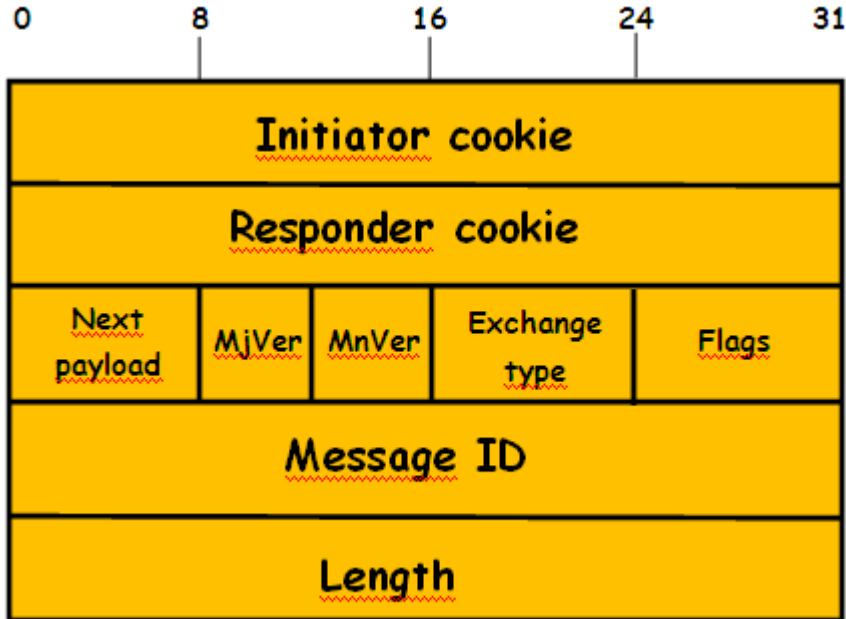 0 8 16 24 31
Initiator cookie
Responder cookie
Next
payload
MjVer
MnVer
Exchange
type
Flags
Message ID
Length